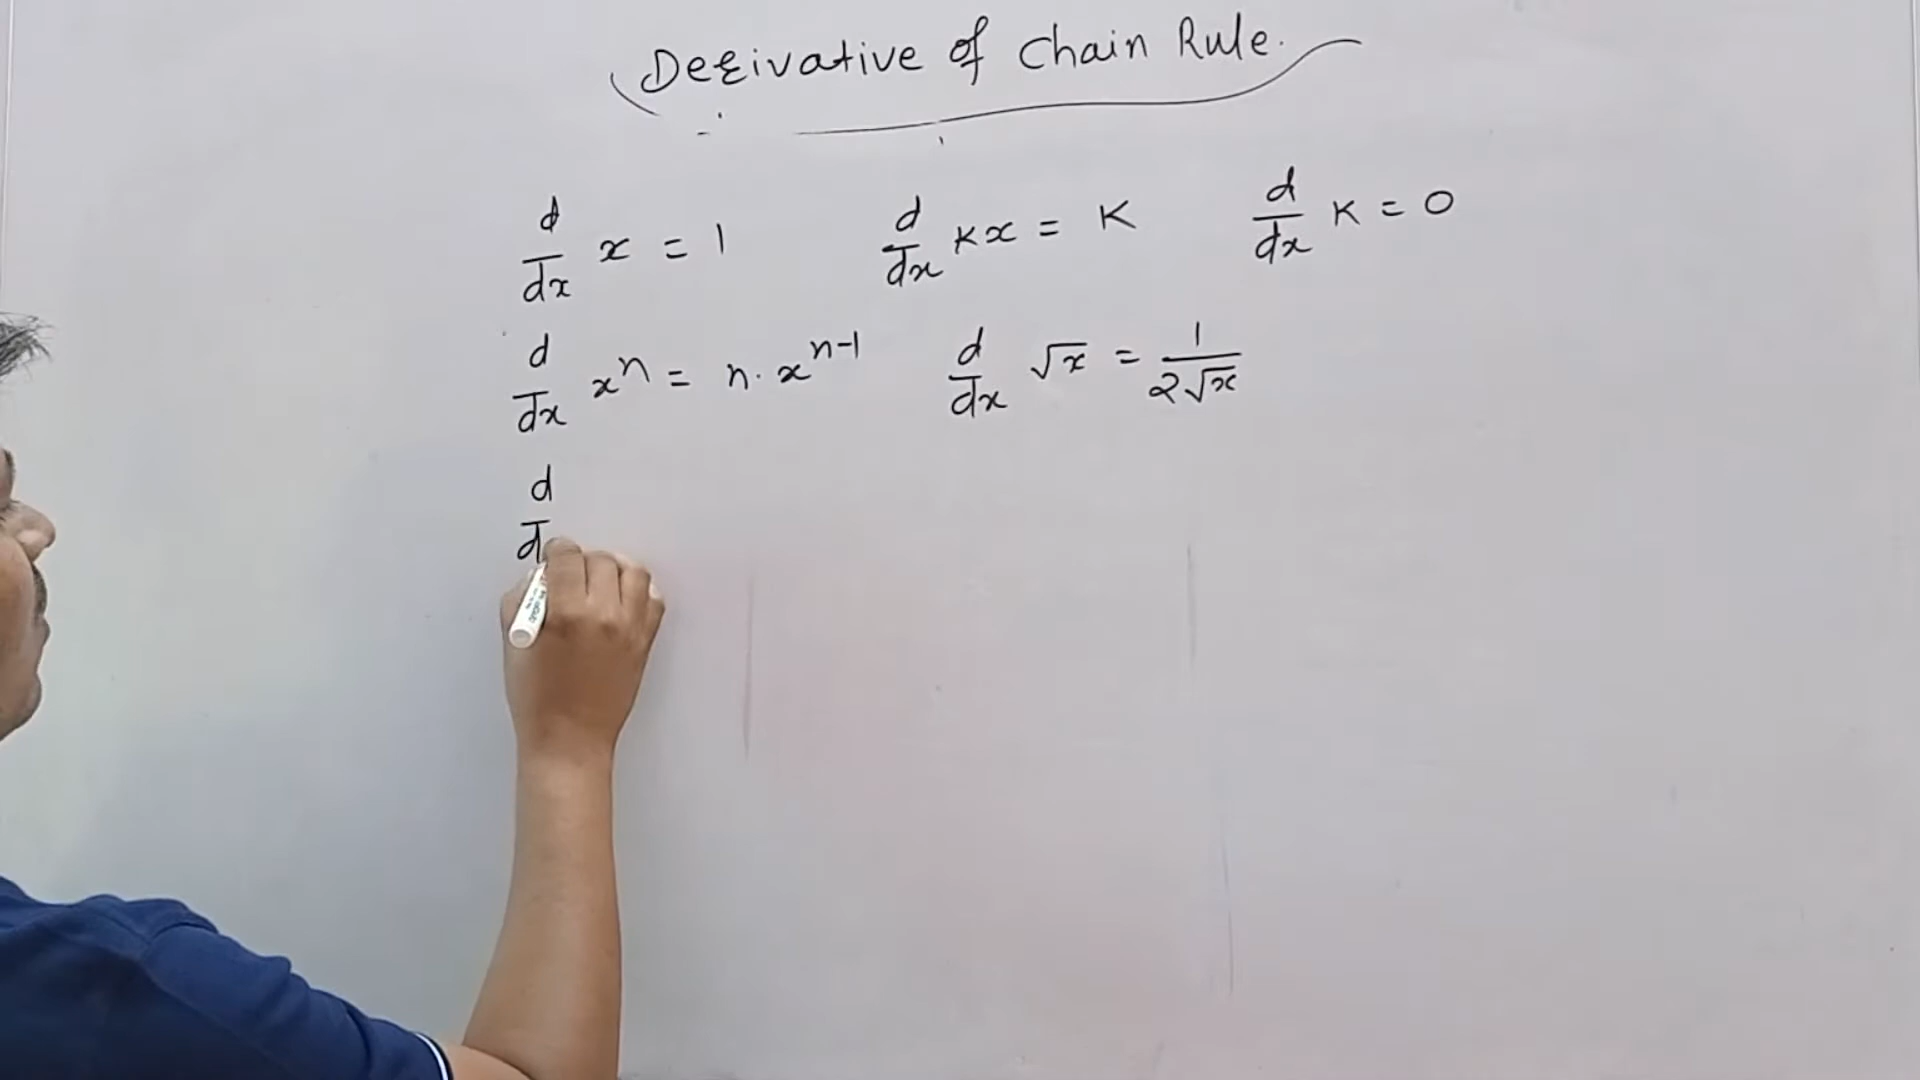 Derivative of Chain Rule.
d/dx x = 1 d/dx Kx = K d/dx K = 0
d/dx x^n = n. x^{n-1} d/dx √x = 1/2√x
d/d